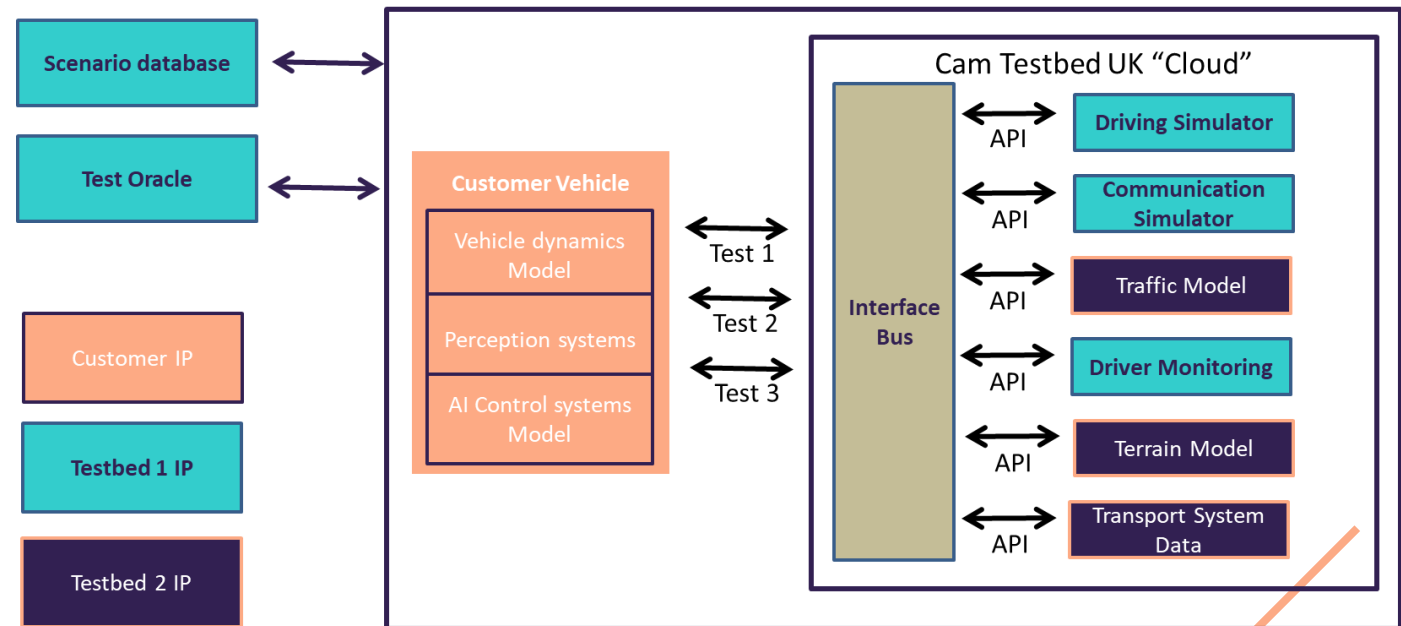 Scenario database
Test Oracle
Customer IP
Testbed 1 IP
Testbed 2 IP
Customer Vehicle
Vehicle dynamics
Model
Perception systems
AI Control systems
Model
Test 1
Test 2
Test 3
Cam Testbed UK “Cloud”
Interface
Bus
API
Driving Simulator
API
Communication
Simulator
API
Traffic Model
API
Driver Monitoring
API
Terrain Model
API
Transport System
Data